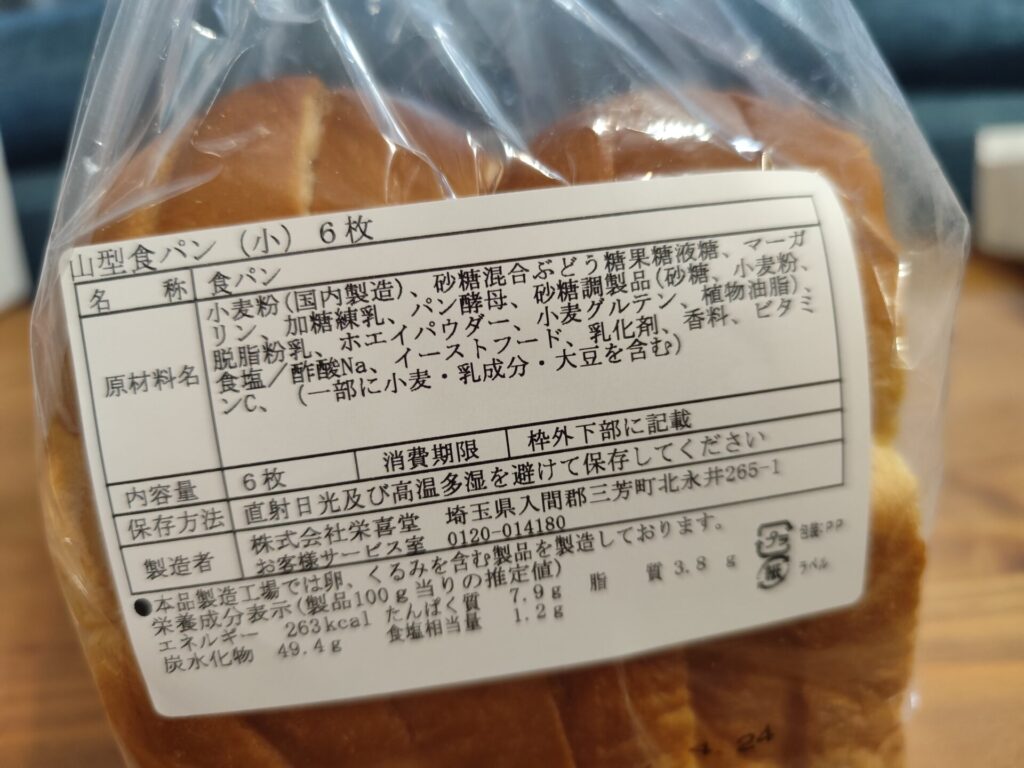 山型食パン（小）６枚
名　称　食パン
原材料名　小麦粉（国内製造）、砂糖混合ぶどう糖果糖液糖、マーガ
リン、加糖練乳、パン酵母、砂糖調製品（砂糖、小麦粉、
脱脂粉乳、ホエイパウダー、小麦グルテン、植物油脂）、
食塩／酢酸Na、イーストフード、乳化剤、香料、ビタミ
ンC、（一部に小麦・乳成分・大豆を含む）
内容量　６枚　消費期限　枠外下部に記載
保存方法　直射日光及び高温多湿を避けて保存してください
製造者　株式会社栄喜堂　埼玉県入間郡三芳町北永井265-1
お客様サービス室　0120-014180
●本品製造工場では卵、くるみを含む製品を製造しております。
栄養成分表示（製品100ｇ当りの推定値）
エネルギー　263kcal　たんぱく質　7.9ｇ　脂　質　3.8ｇ
炭水化物　49.4ｇ　食塩相当量　1.2ｇ
プラ　包装:PP
紙　ラベル
4. 24